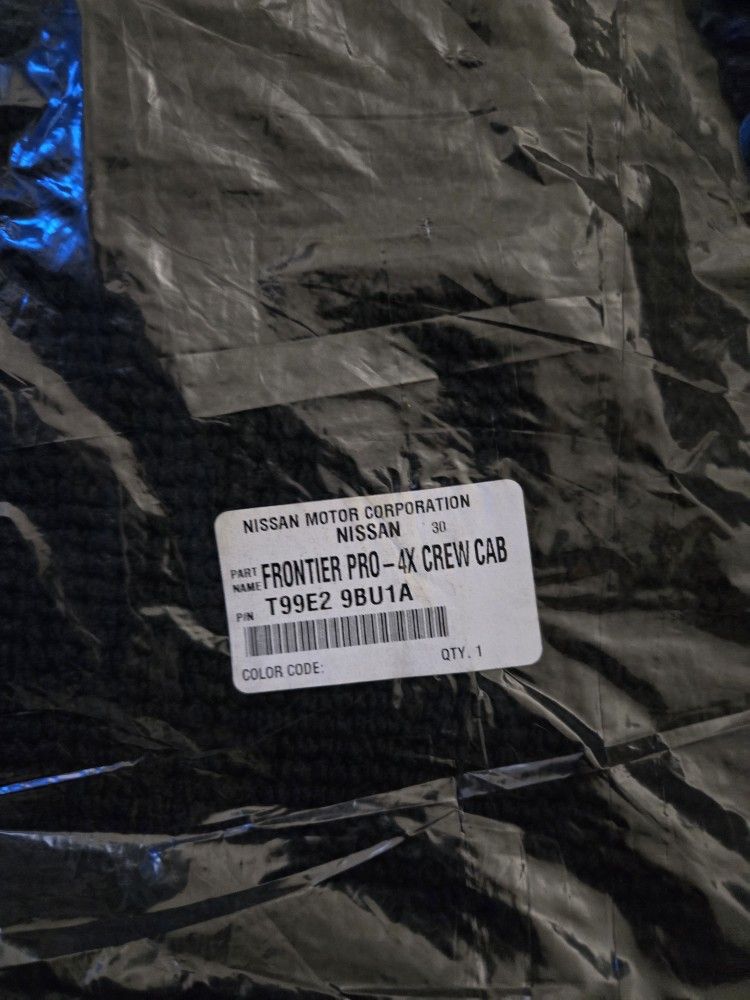 NISSAN MOTOR CORPORATION
NISSAN 30
PART NAME FRONTIER PRO-4X CREW CAB
P/N T99E2 9BU1A
COLOR CODE: QTY. 1